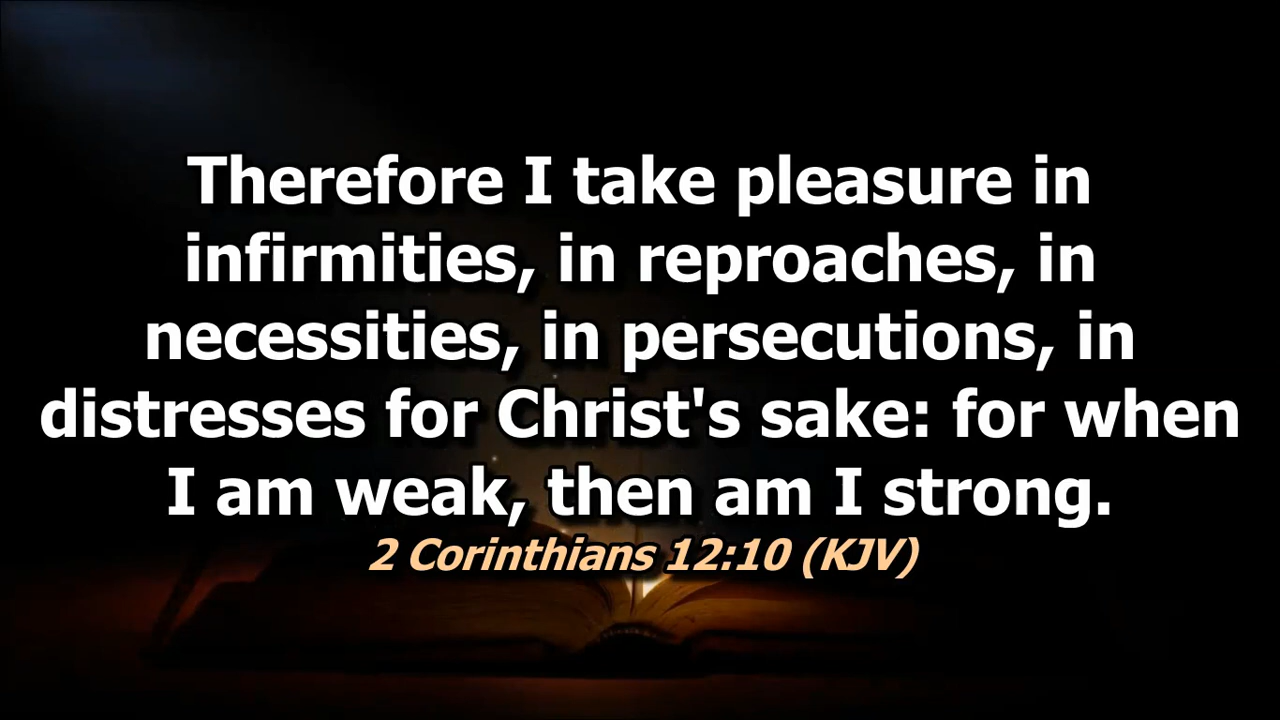 Therefore I take pleasure in
infirmities, in reproaches, in
necessities, in persecutions, in
distresses for Christ's sake: for when
I am weak, then am I strong.
2 Corinthians 12:10 (KJV)